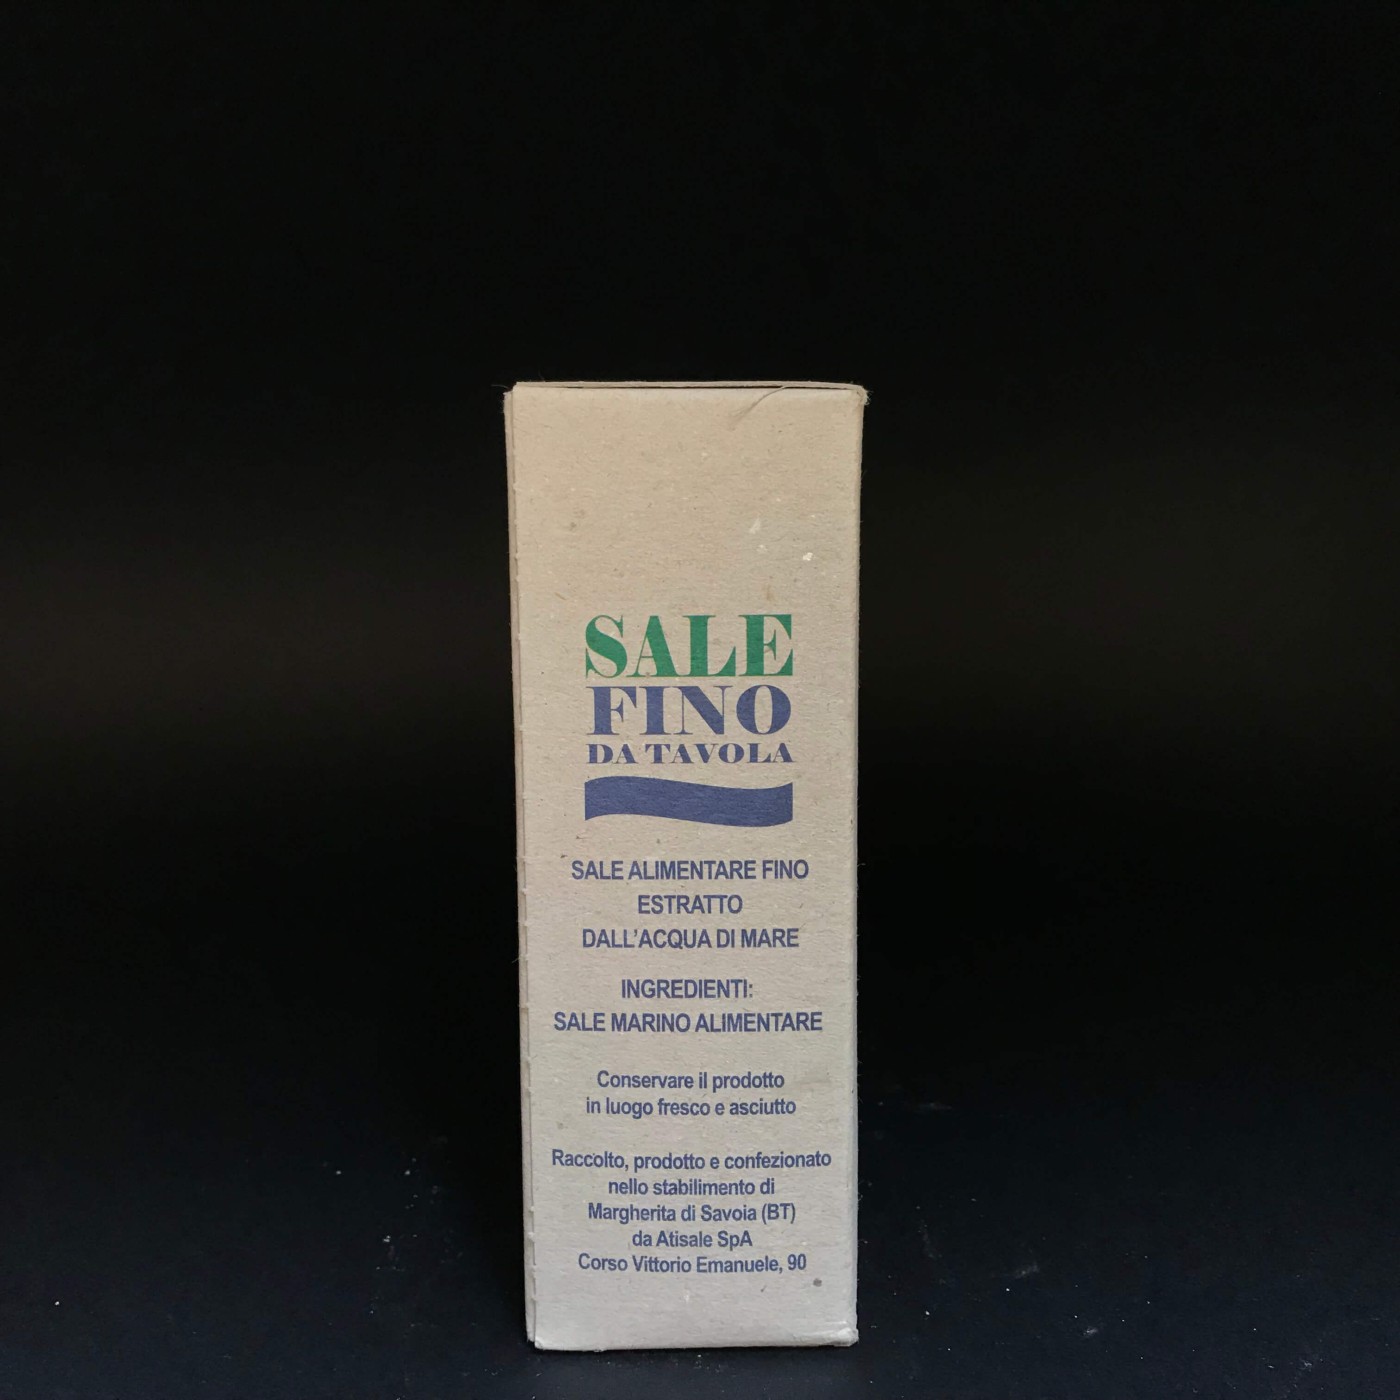 SALE
FINO
DA TAVOLA
SALE ALIMENTARE FINO
ESTRATTO
DALL'ACQUA DI MARE
INGREDIENTI:
SALE MARINO ALIMENTARE
Conservare il prodotto
in luogo fresco e asciutto
Raccolto, prodotto e confezionato
nello stabilimento di
Margherita di Savoia (BT)
da Atisale SpA
Corso Vittorio Emanuele, 90